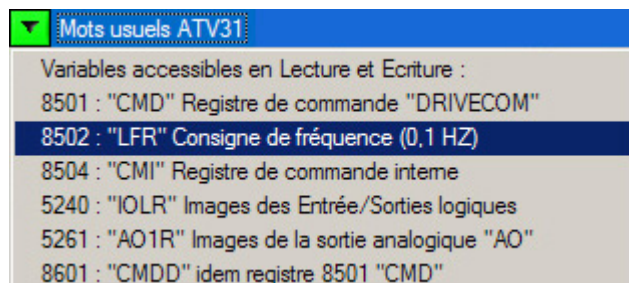 Mots usuels ATV31
Variables accessibles en Lecture et Ecriture :
8501 : "CMD" Registre de commande "DRIVECOM"
8502 : "LFR" Consigne de fréquence (0,1 HZ)
8504 : "CMI" Registre de commande interne
5240 : "IOLR" Images des Entrée/Sorties logiques
5261 : "AO1R" Images de la sortie analogique "AO"
8601 : "CMDD" idem registre 8501 "CMD"